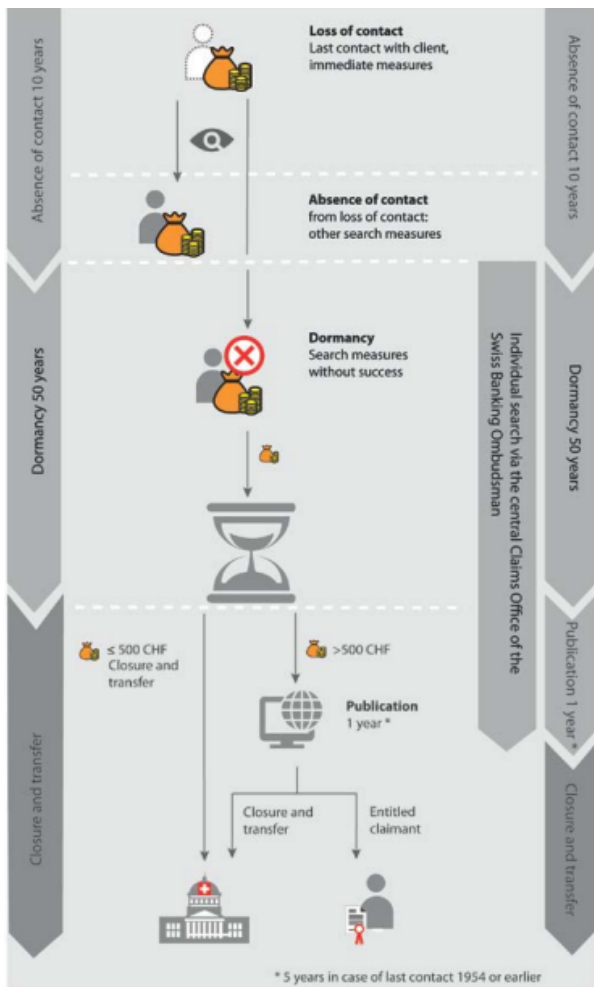 Absence of contact 10 years
Loss of contact
Last contact with client,
immediate measures
Absence of contact 10 years
Absence of contact
from loss of contact:
other search measures
Dormancy 50 years
Dormancy
Search measures
without success
Individual search via the central Claims Office of the
Swiss Banking Ombudsman
Dormancy 50 years
≤ 500 CHF
Closure and
transfer
>500 CHF
Publication
1 year *
Publication 1 year *
Closure and transfer
Closure and
transfer
Entitled
claimant
Closure and transfer
* 5 years in case of last contact 1954 or earlier